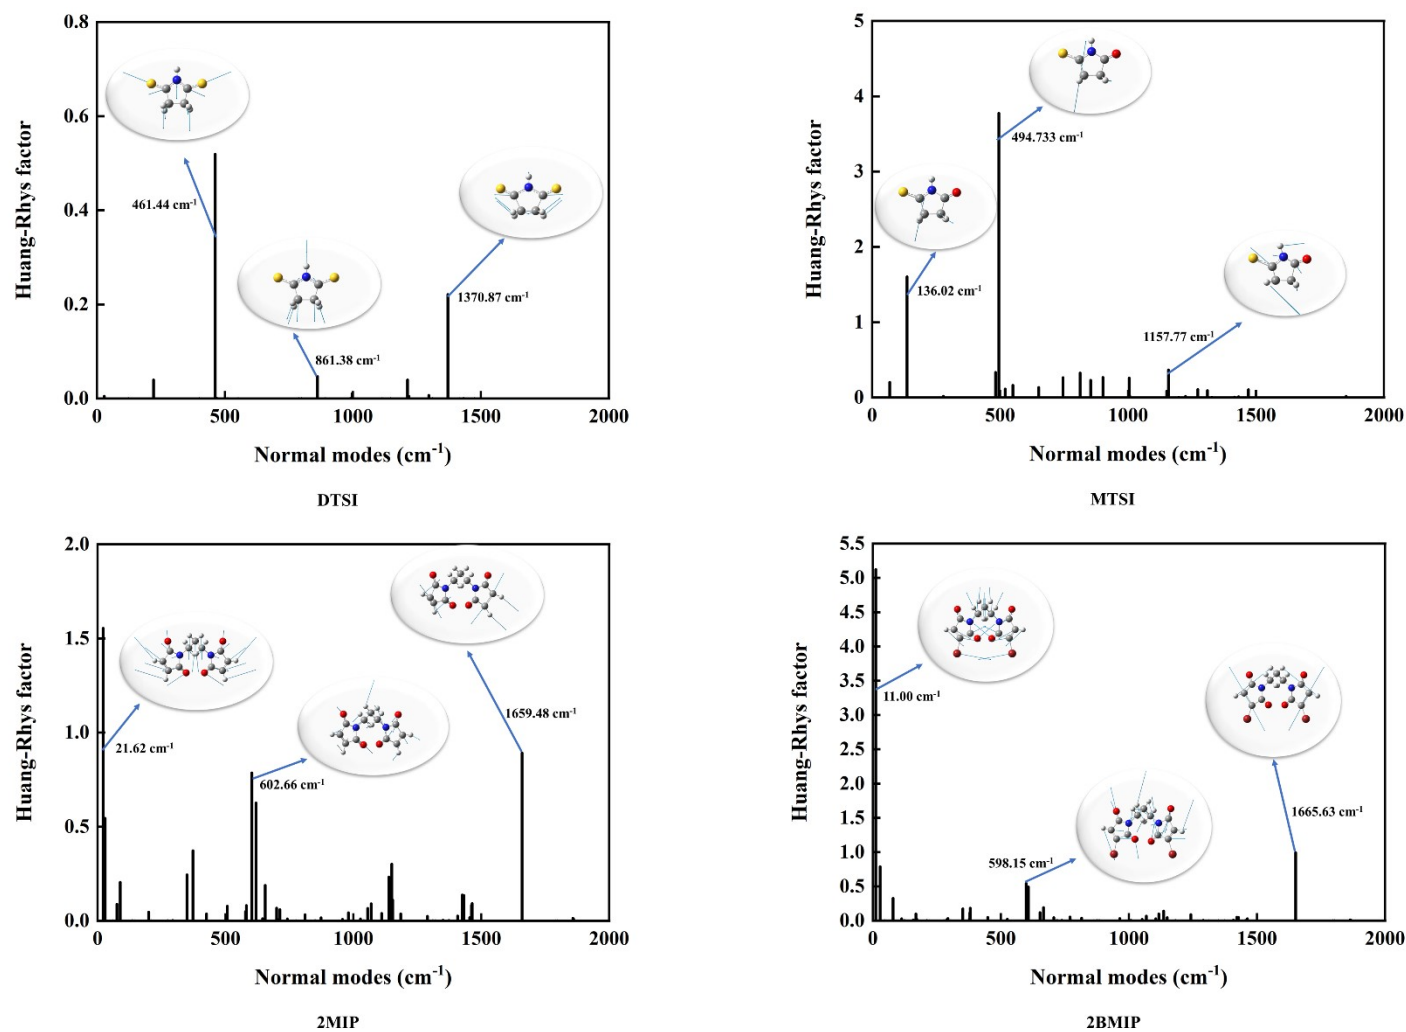 0.8
0.6
0.4
0.2
0.0
0
500
1000
1500
2000
Huang-Rhys factor
Normal modes (cm-1)
461.44 cm-1
861.38 cm-1
1370.87 cm-1
DTSI
5
4
3
2
1
0
0
500
1000
1500
2000
Huang-Rhys factor
Normal modes (cm-1)
494.733 cm-1
136.02 cm-1
1157.77 cm-1
MTSI
2.0
1.5
1.0
0.5
0.0
0
500
1000
1500
2000
Huang-Rhys factor
Normal modes (cm-1)
21.62 cm-1
602.66 cm-1
1659.48 cm-1
2MIP
5.5
5.0
4.5
4.0
3.5
3.0
2.5
2.0
1.5
1.0
0.5
0.0
0
500
1000
1500
2000
Huang-Rhys factor
Normal modes (cm-1)
11.00 cm-1
598.15 cm-1
1665.63 cm-1
2BMIP